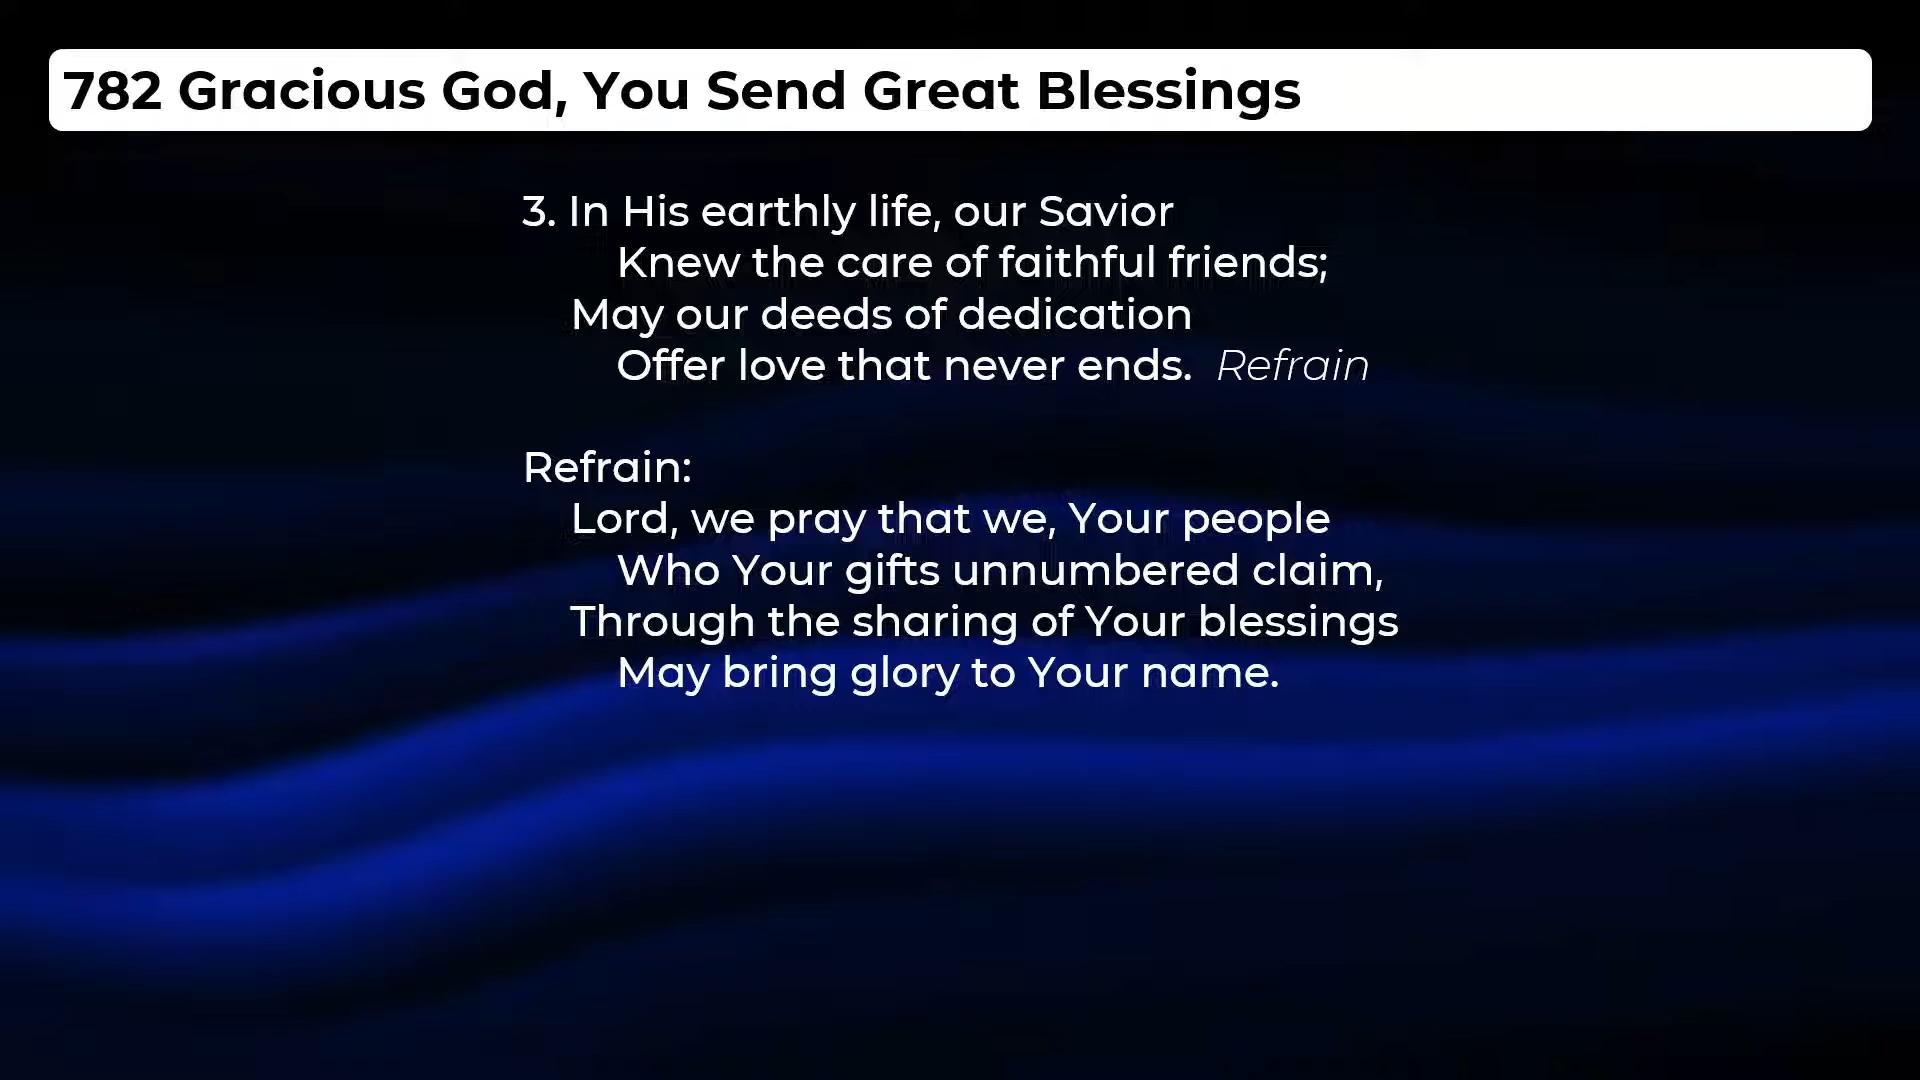 782 Gracious God, You Send Great Blessings
3. In His earthly life, our Savior
Knew the care of faithful friends;
May our deeds of dedication
Offer love that never ends. Refrain
Refrain:
Lord, we pray that we, Your people
Who Your gifts unnumbered claim,
Through the sharing of Your blessings
May bring glory to Your name.